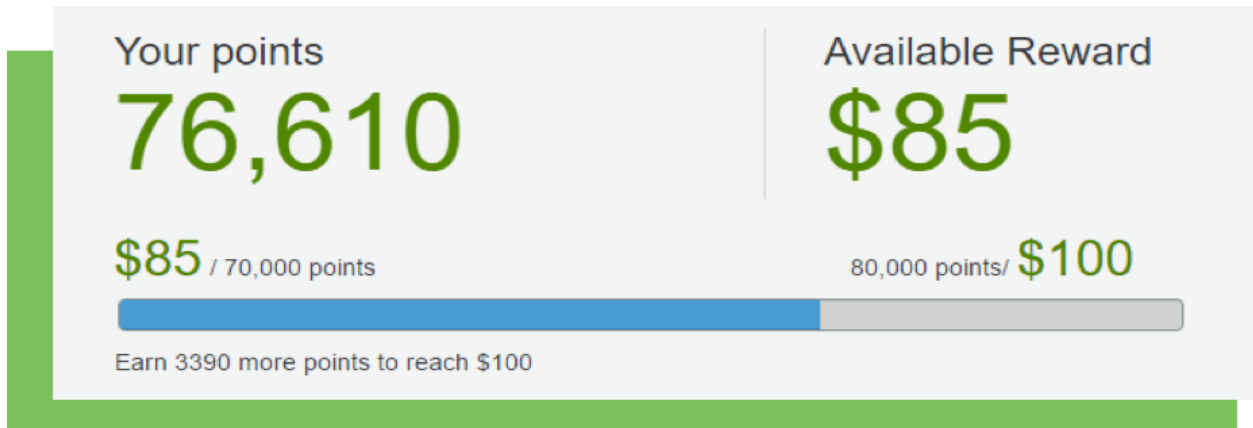 Your points
76,610
Available Reward
$85
$85 / 70,000 points
80,000 points/ $100
Earn 3390 more points to reach $100